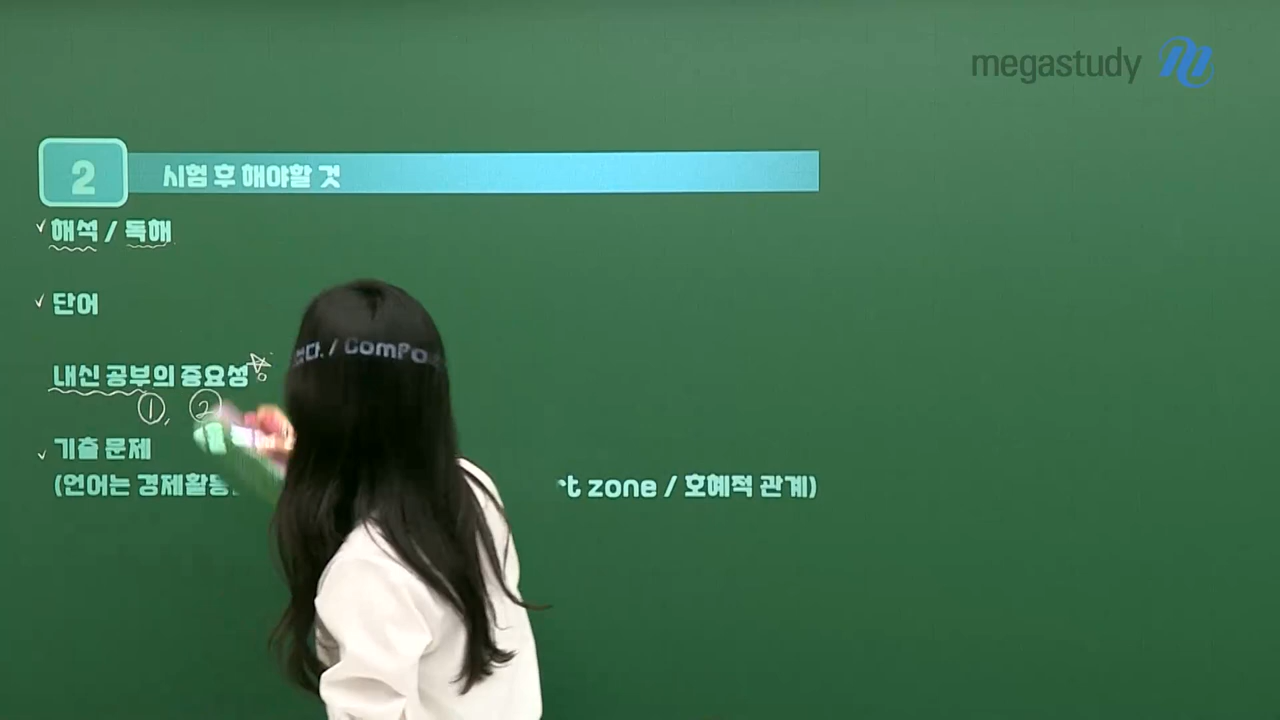 megastudy
2 시험 후 해야할 것
✓ 해석 / 독해
✓ 단어
내신 공부의 중요성 ☆
①, ②
✓ 기출 문제
(언어는 경제활동 zone / 호혜적 관계)